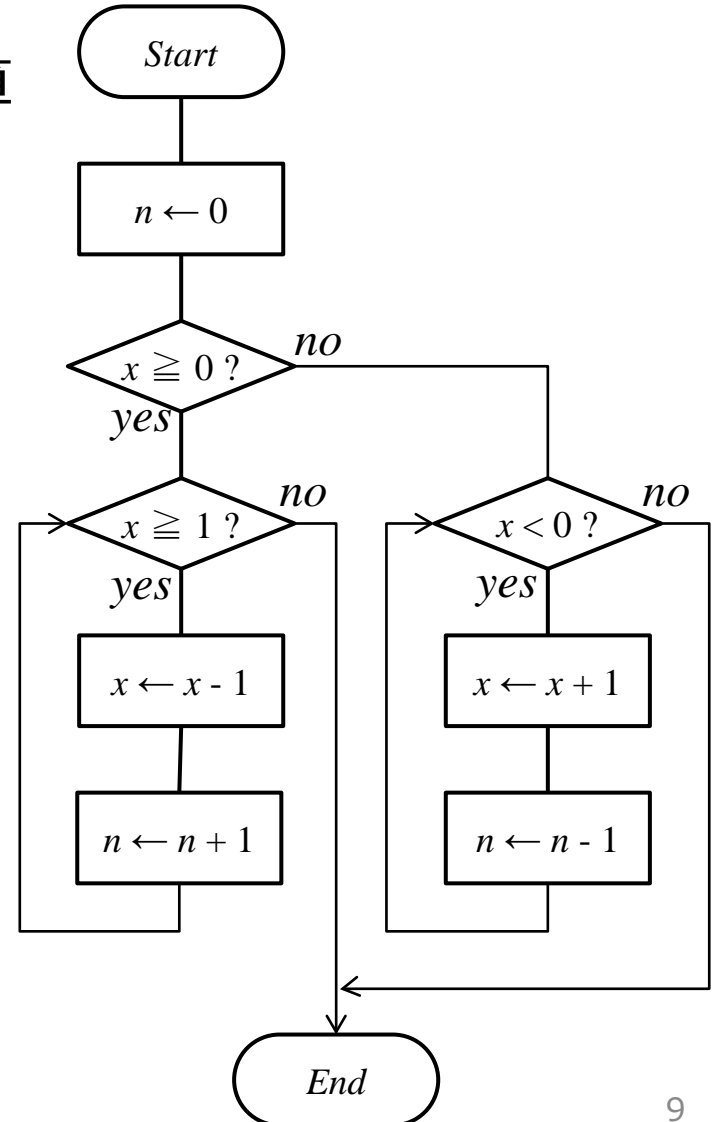 Start
n ← 0
x ≧ 0 ?
no
yes
x ≧ 1 ?
no
yes
x ← x - 1
n ← n + 1
x < 0 ?
no
yes
x ← x + 1
n ← n - 1
End
9